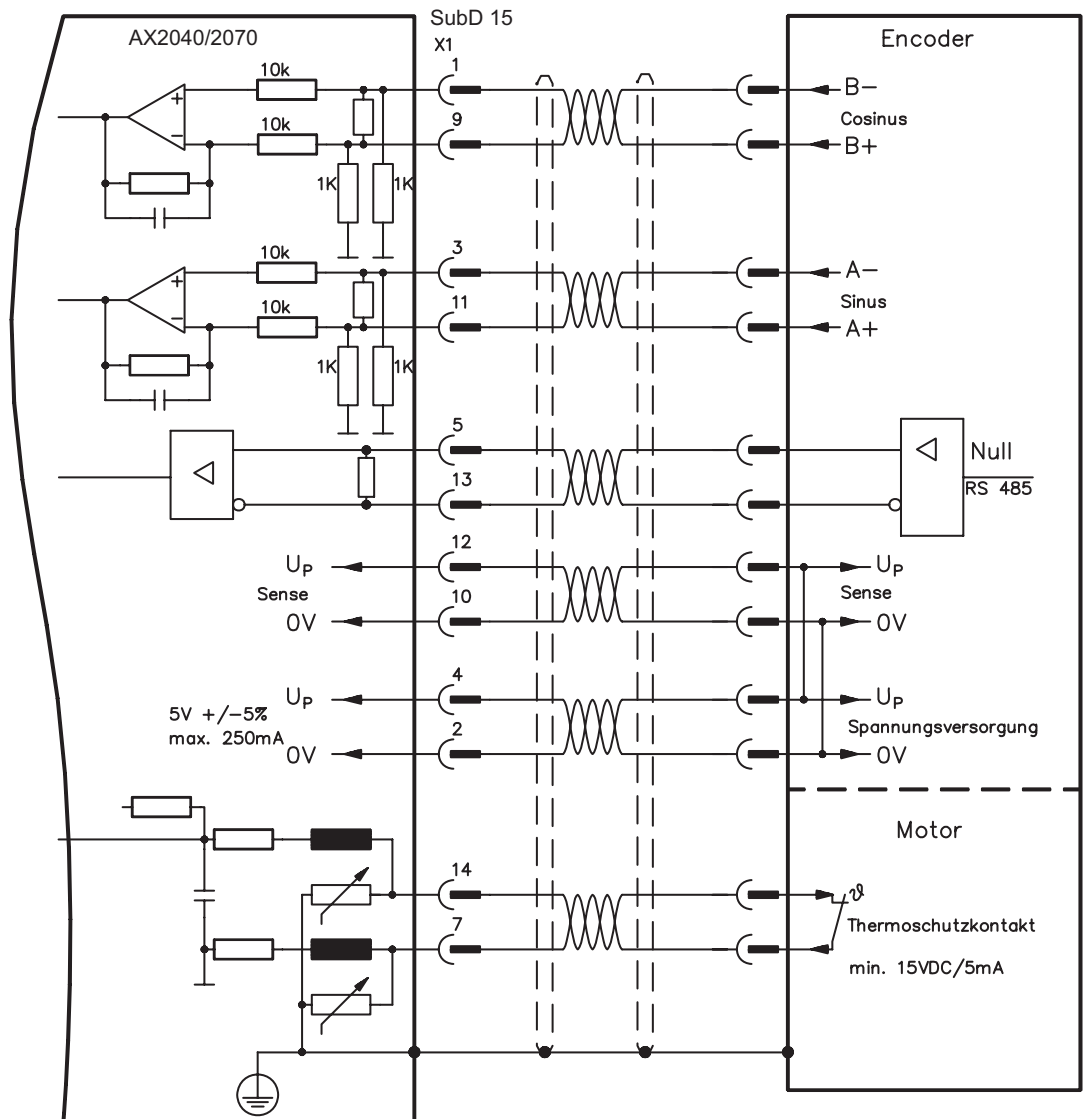 SubD 15
AX2040/2070
X1
Encoder
10k
1
B-
Cosinus
10k
9
B+
1K
1K
10k
3
A-
Sinus
10k
11
A+
1K
1K
5
Null
13
RS 485
UP
12
UP
Sense
Sense
0V
10
0V
UP
4
UP
5V +/-5%
max. 250mA
Spannungsversorgung
0V
2
0V
Motor
14
ϑ
7
Thermoschutzkontakt
min. 15VDC/5mA